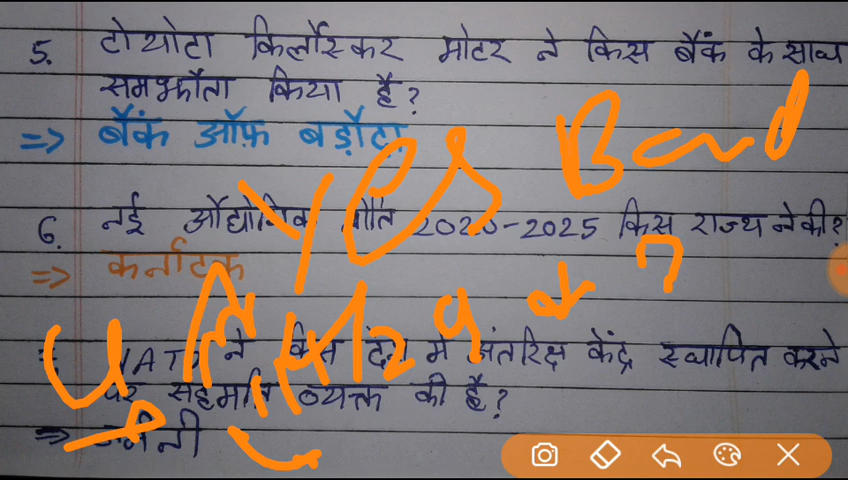 5. टोयोटा किर्लोस्कर मोटर ने किस बैंक के साथ
समझौता किया है?
=> बैंक ऑफ़ बड़ौदा
Yes Band
6. नई औद्योगिक नीति 2020-2025 किस राज्य ने की?
=> कर्नाटक
NATO ने किस देश में अंतरिक्ष केंद्र स्थापित करने
पर सहमति व्यक्त की है?
=> जर्मनी